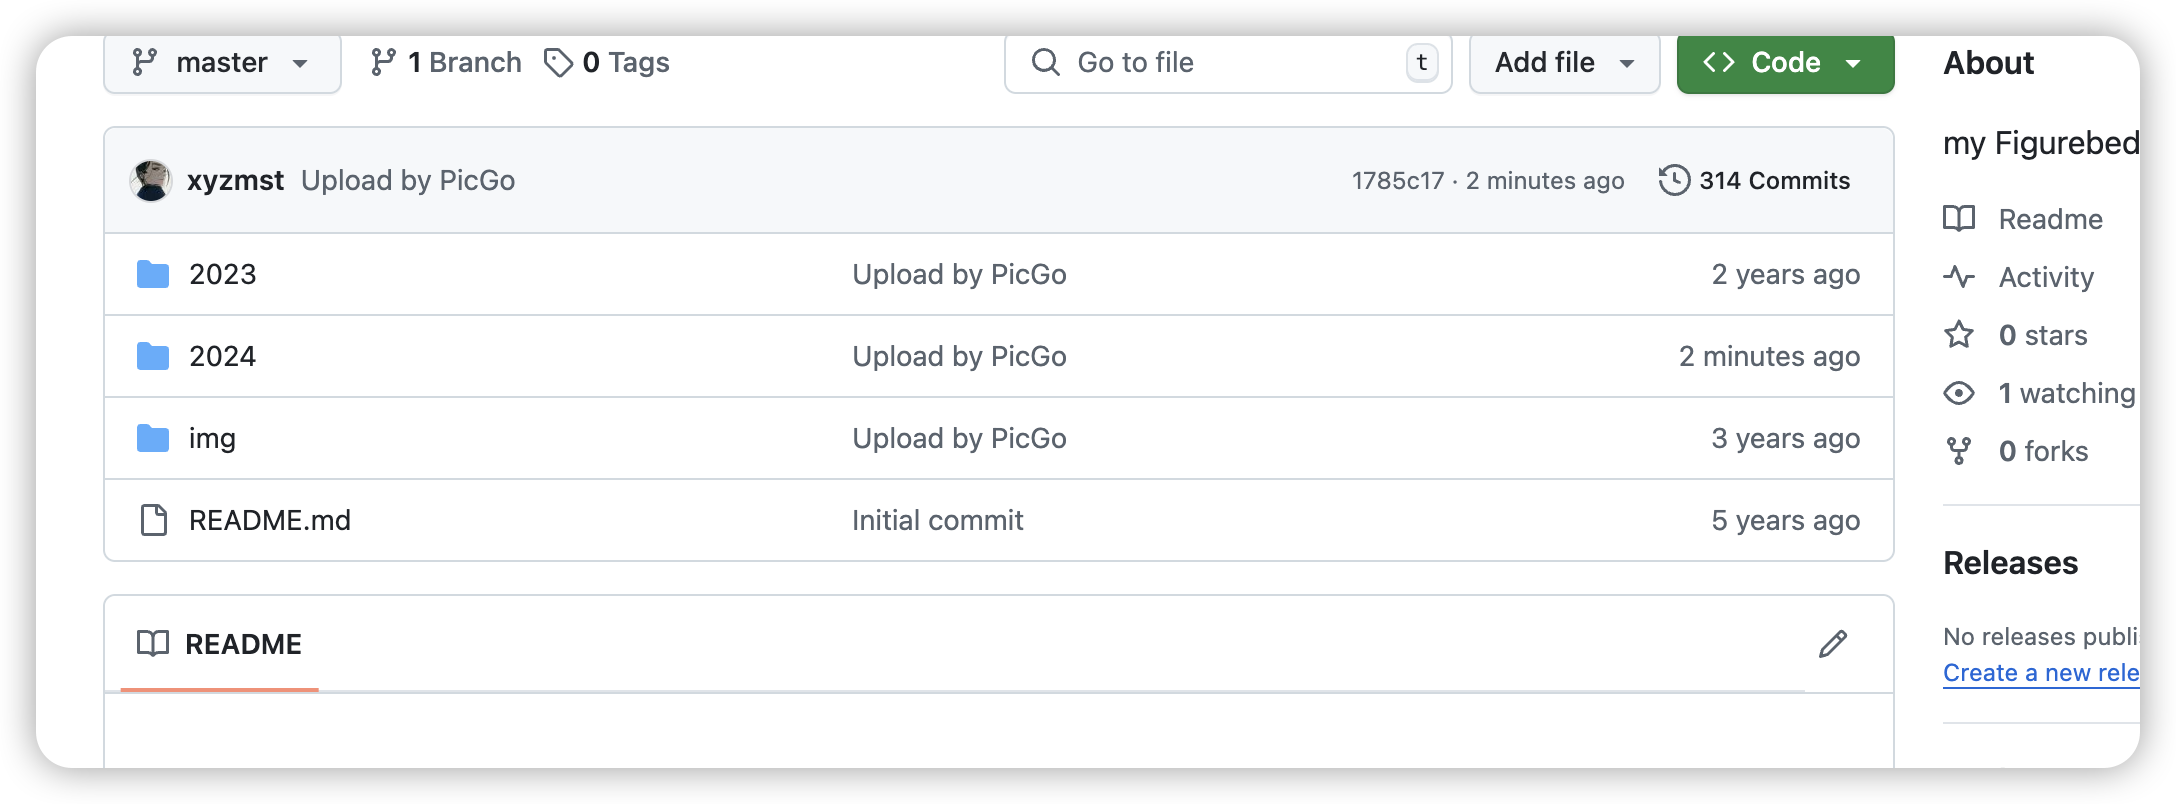 master
1 Branch
0 Tags
Go to file
t
Add file
Code
xyzmst Upload by PicGo
1785c17 · 2 minutes ago
314 Commits
2023 Upload by PicGo 2 years ago
2024 Upload by PicGo 2 minutes ago
img Upload by PicGo 3 years ago
README.md Initial commit 5 years ago
README
About
my Figurebed
Readme
Activity
0 stars
1 watching
0 forks
Releases
No releases publi
Create a new rele